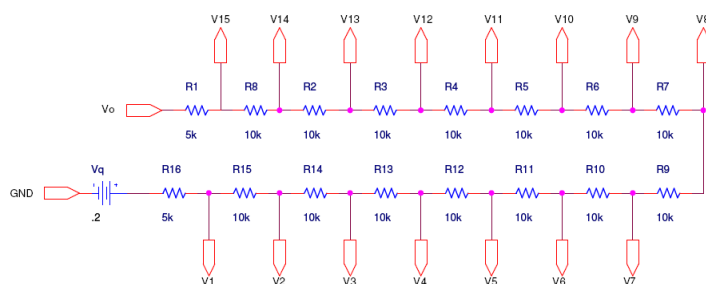 V15 V14 V13 V12 V11 V10 V9 V8
R1 R8 R2 R3 R4 R5 R6 R7
Vo
5k 10k 10k 10k 10k 10k 10k 10k
Vq R16 R15 R14 R13 R12 R11 R10 R9
GND
.2 5k 10k 10k 10k 10k 10k 10k 10k
V1 V2 V3 V4 V5 V6 V7